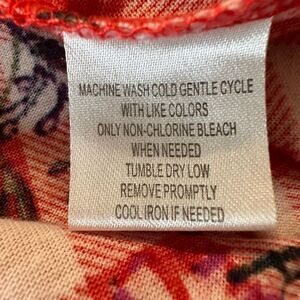 MACHINE WASH COLD GENTLE CYCLE
WITH LIKE COLORS
ONLY NON-CHLORINE BLEACH
WHEN NEEDED
TUMBLE DRY LOW
REMOVE PROMPTLY
COOL IRON IF NEEDED